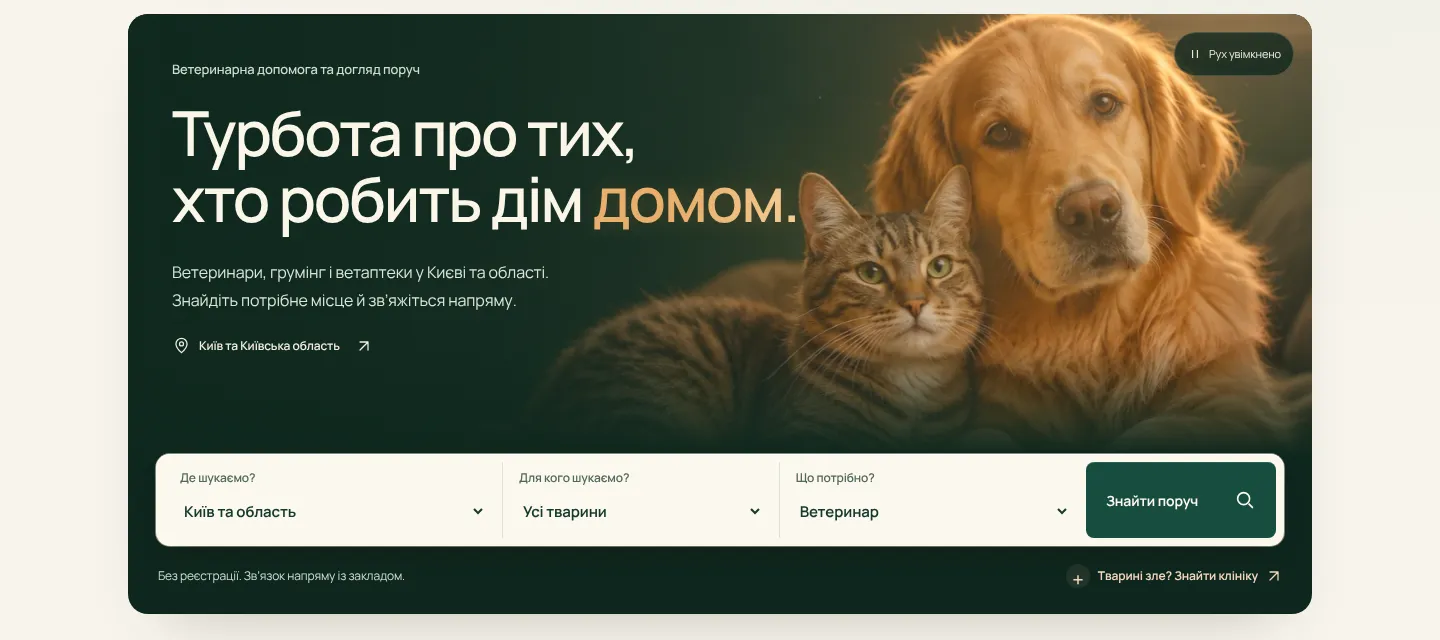 Ветеринарна допомога та догляд поруч
Рух увімкнено
Турбота про тих,
хто робить дім домом.
Ветеринари, грумінг і ветаптеки у Києві та області.
Знайдіть потрібне місце й зв'яжіться напряму.
Київ та Київська область
Де шукаємо?
Київ та область
Для кого шукаємо?
Усі тварини
Що потрібно?
Ветеринар
Знайти поруч
Без реєстрації. Зв'язок напряму із закладом.
Тварині зле? Знайти клініку